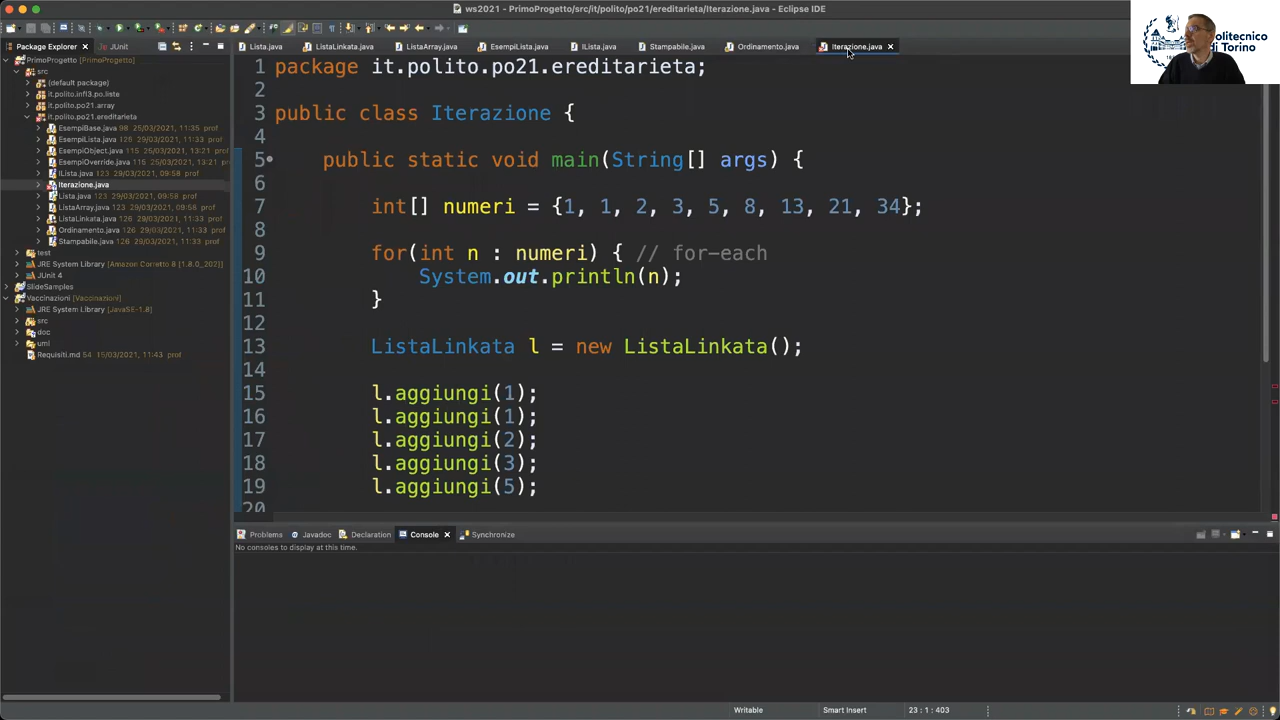 ws2021 - PrimoProgetto/src/it/polito/po21/ereditarieta/Iterazione.java - Eclipse IDE
Package Explorer JUnit
Lista.java ListaLinkata.java ListaArray.java EsempiLista.java IListe.java Stampabile.java Ordinamento.java Iterazione.java
olitecnico
di Torino
PrimoProgetto [PrimoProgetto]
src
(default package)
it.polito.inf3.po.liste
it.polito.po21.array
it.polito.po21.ereditarieta
EsempiBase.java 98 25/03/2021, 11:35 prof
EsempiLista.java 126 29/03/2021, 11:33 prof
EsempiObject.java 115 25/03/2021, 13:21 prof
EsempiOverride.java 115 25/03/2021, 13:21
IListe.java 123 29/03/2021, 09:58 prof
Iterazione.java
Lista.java 123 29/03/2021, 09:58 prof
ListaArray.java 123 29/03/2021, 09:58 prof
ListaLinkata.java 126 29/03/2021, 11:33 prof
Ordinamento.java 126 29/03/2021, 11:33 prof
Stampabile.java 126 29/03/2021, 11:33 prof
test
JRE System Library [Amazon Corretto 8 [1.8.0_202]]
JUnit 4
SlideSamples
Vaccinazioni [Vaccinazioni]
JRE System Library [JavaSE-1.8]
src
doc
uml
Requisiti.md 54 15/03/2021, 11:43 prof
1 package it.polito.po21.ereditarieta;
2
3 public class Iterazione {
4
5 public static void main(String[] args) {
6
7 int[] numeri = {1, 1, 2, 3, 5, 8, 13, 21, 34};
8
9 for(int n : numeri) { // for-each
10 System.out.println(n);
11 }
12
13 ListaLinkata l = new ListaLinkata();
14
15 l.aggiungi(1);
16 l.aggiungi(1);
17 l.aggiungi(2);
18 l.aggiungi(3);
19 l.aggiungi(5);
20
Problems Javadoc Declaration Console Synchronize
No consoles to display at this time.
Writable Smart Insert 23 : 1 : 403